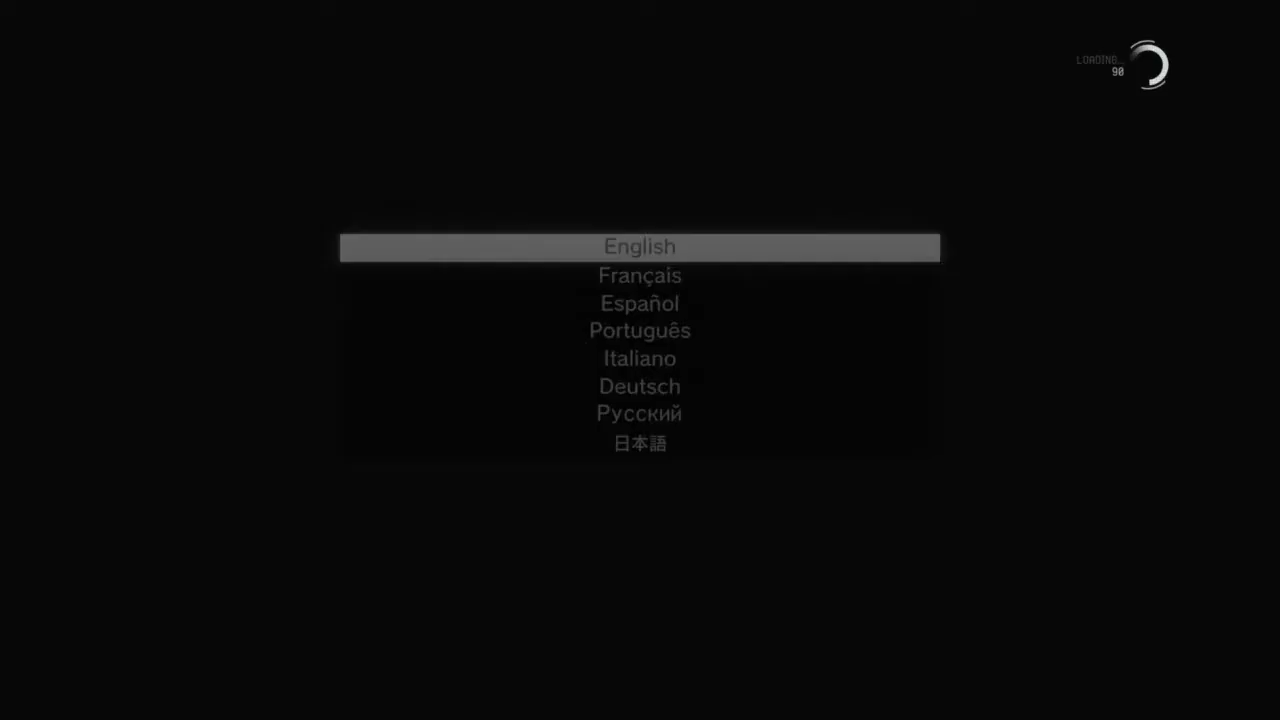 LOADING...
90
English
Français
Español
Português
Italiano
Deutsch
Русский
日本語